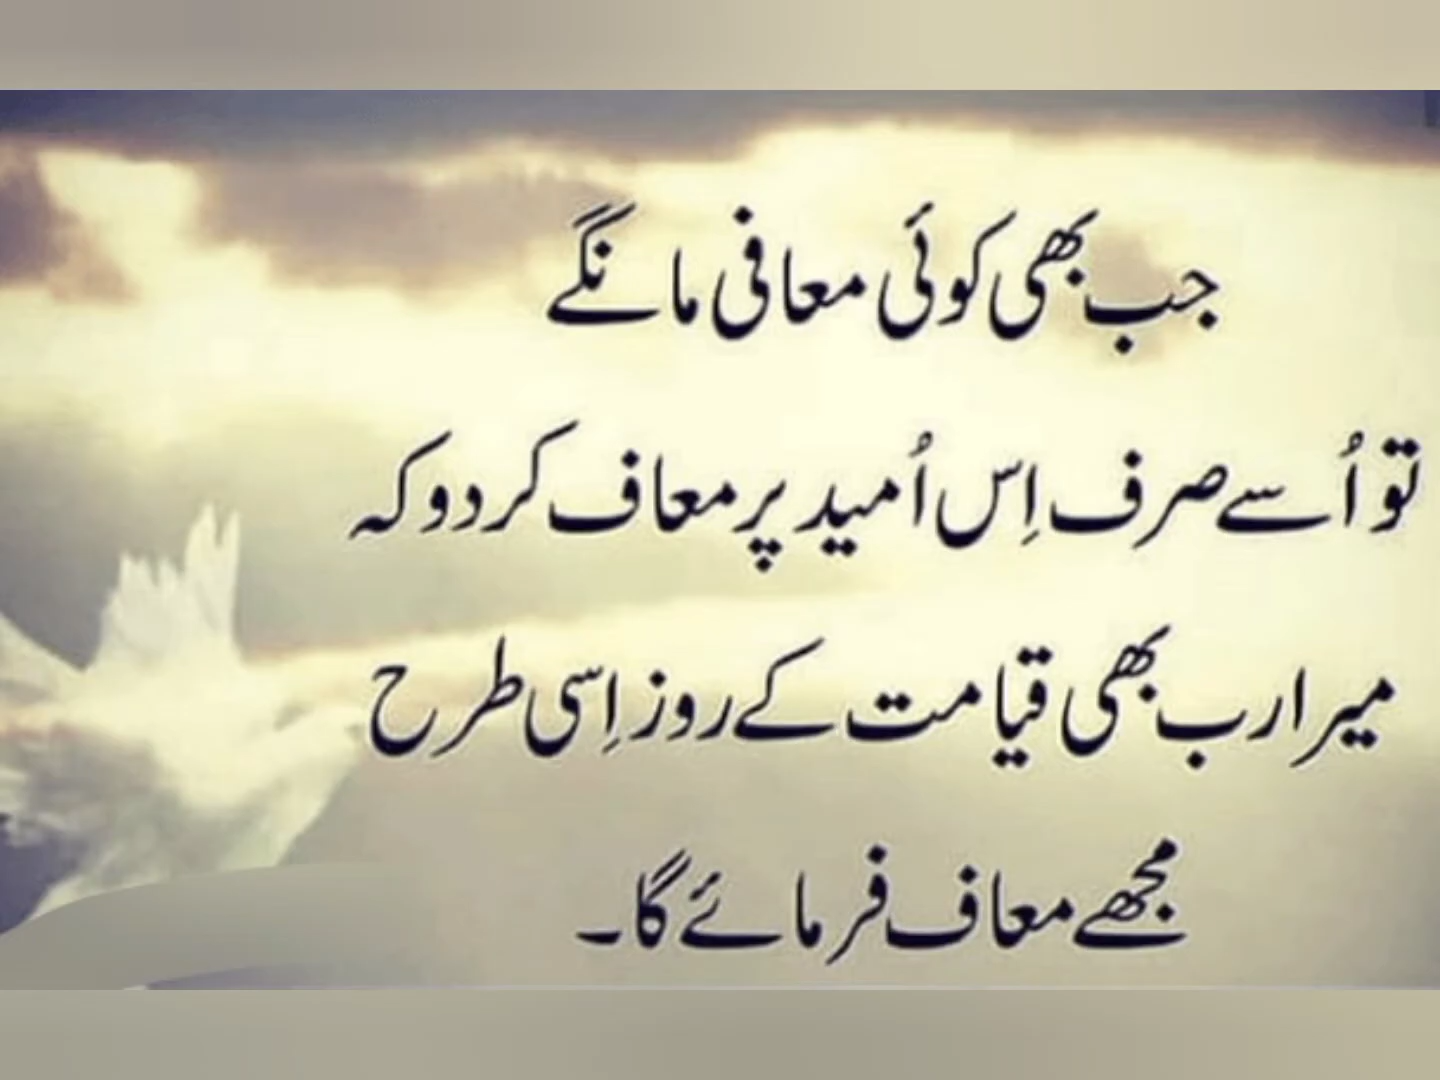 جب بھی کوئی معافی مانگے
تو اُسے صرف اِس اُمید پر معاف کر دو کہ
میرا رب بھی قیامت کے روز اِسی طرح
مجھے معاف فرمائے گا۔